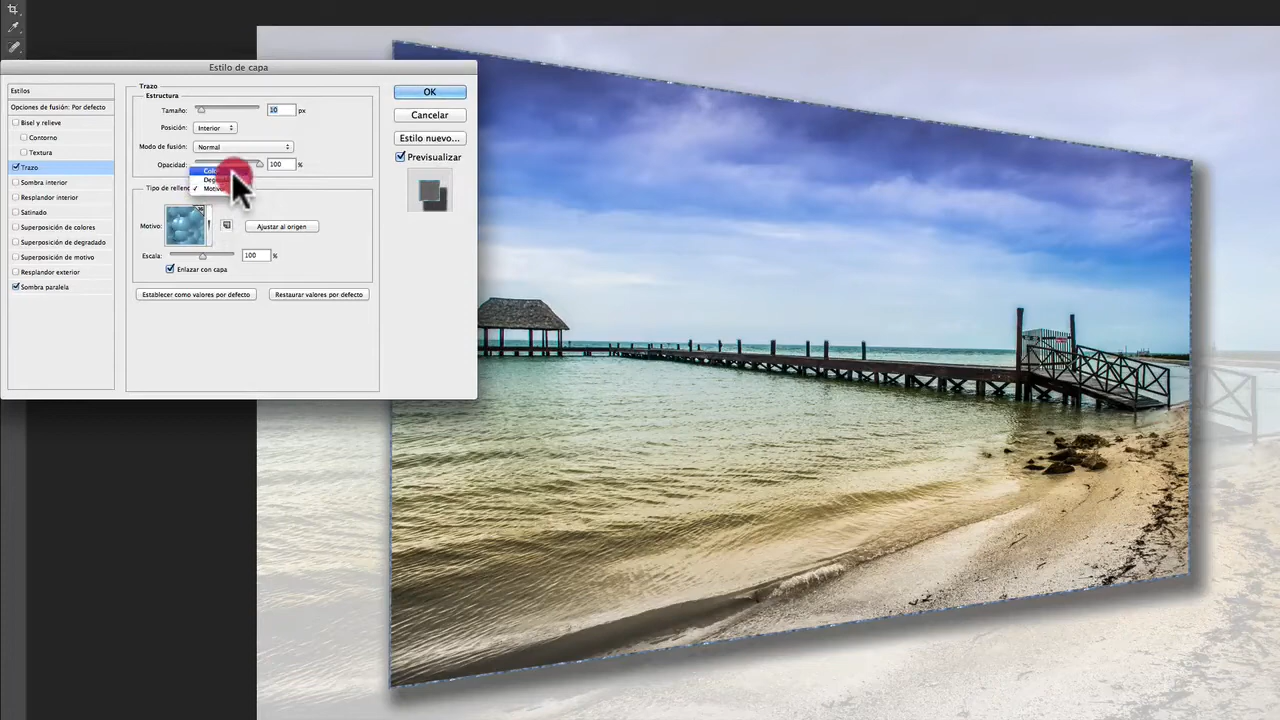 Estilo de capa
Estilos
Opciones de fusión: Por defecto
Bisel y relieve
Contorno
Textura
Trazo
Sombra interior
Resplandor interior
Satinado
Superposición de colores
Superposición de degradado
Superposición de motivo
Resplandor exterior
Sombra paralela
Trazo
Estructura
Tamaño: 10 px
Posición: Interior
Modo de fusión: Normal
Opacidad: 100 %
Tipo de relleno
Motivo
Motivo:
Ajustar al origen
Escala: 100 %
Enlazar con capa
Establecer como valores por defecto
Restaurar valores por defecto
OK
Cancelar
Estilo nuevo...
Previsualizar